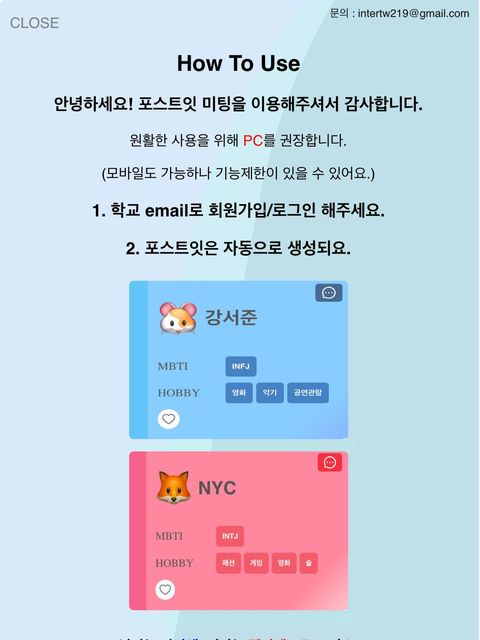 문의 : intertw219@gmail.com
CLOSE
How To Use
안녕하세요! 포스트잇 미팅을 이용해주셔서 감사합니다.
원활한 사용을 위해 PC를 권장합니다.
(모바일도 가능하나 기능제한이 있을 수 있어요.)
1. 학교 email로 회원가입/로그인 해주세요.
2. 포스트잇은 자동으로 생성되요.
강서준
MBTI INFJ
HOBBY 영화 악기 공연관람
NYC
MBTI INTJ
HOBBY 패션 게임 영화 술